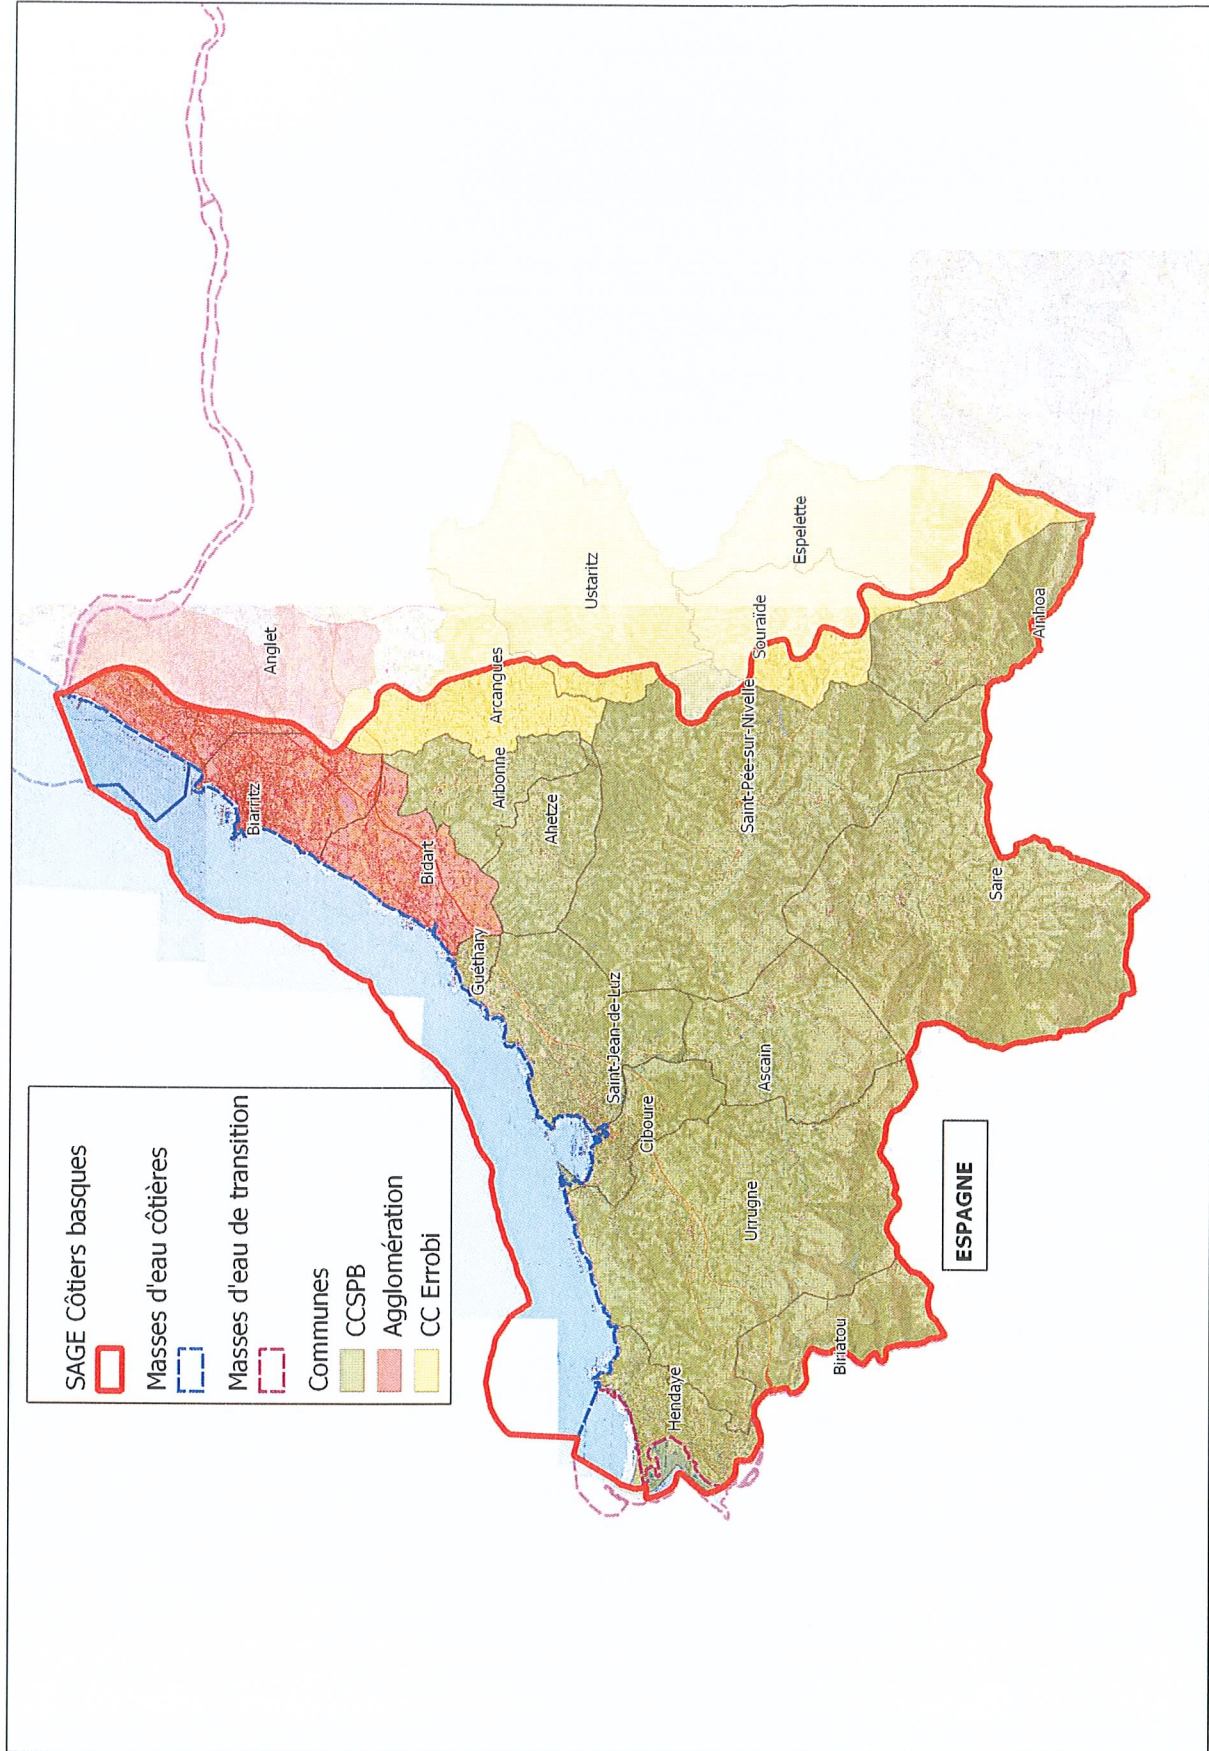 SAGE Côtiers basques
Masses d'eau côtières
Masses d'eau de transition
Communes
CCSPB
Agglomération
CC Errobi
Anglet
Biarritz
Bidart
Arcangues
Arbonne
Ahetze
Guéthary
Ustaritz
Saint-Jean-de-Luz
Ciboure
Saint-Pée-sur-Nivelle
Souraïde
Espelette
Ascain
Urrugne
Hendaye
Biriatou
Sare
Ainhoa
ESPAGNE